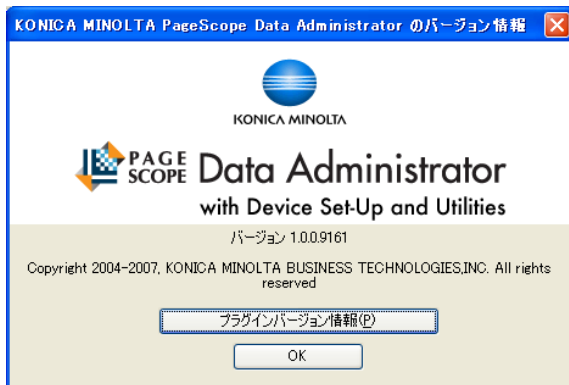 KONICA MINOLTA PageScope Data Administrator のバージョン情報
KONICA MINOLTA
PAGE SCOPE Data Administrator
with Device Set-Up and Utilities
バージョン 1.0.0.9161
Copyright 2004-2007, KONICA MINOLTA BUSINESS TECHNOLOGIES,INC. All rights
reserved
プラグインバージョン情報(P)
OK